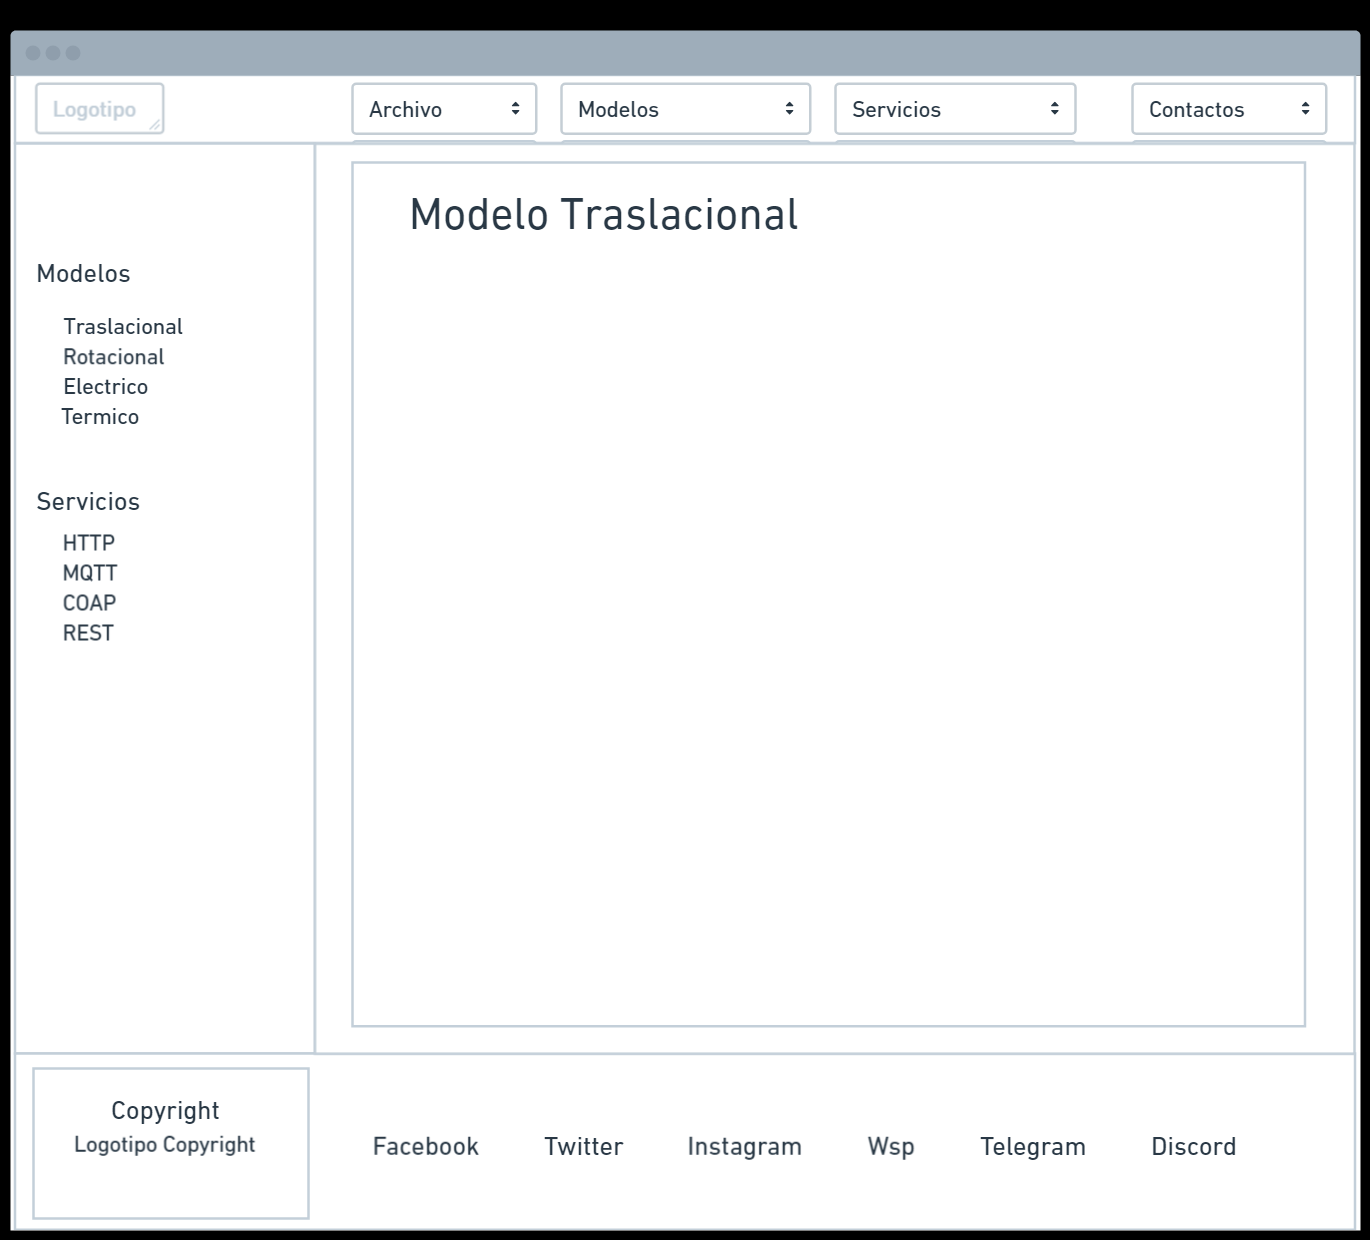 Logotipo
Archivo
Modelos
Servicios
Contactos
Modelos
Traslacional
Rotacional
Electrico
Termico
Servicios
HTTP
MQTT
COAP
REST
Modelo Traslacional
Copyright
Logotipo Copyright
Facebook
Twitter
Instagram
Wsp
Telegram
Discord